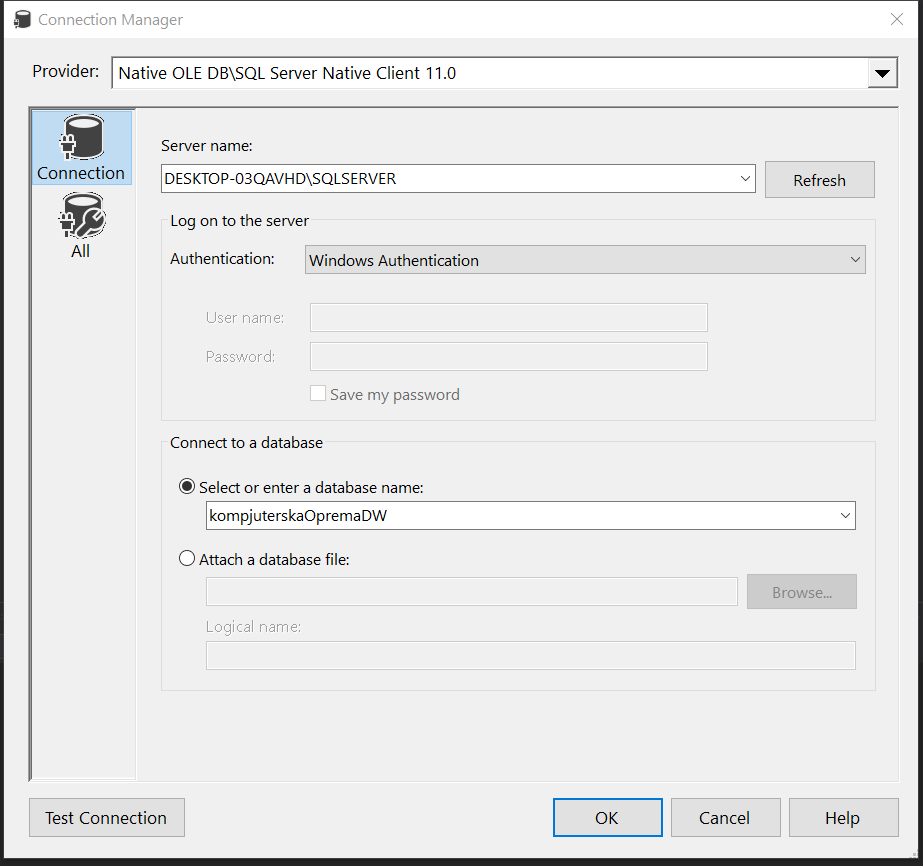 Connection Manager
Provider: Native OLE DB\SQL Server Native Client 11.0
Connection
All
Server name:
DESKTOP-03QAVHD\SQLSERVER
Refresh
Log on to the server
Authentication: Windows Authentication
User name:
Password:
Save my password
Connect to a database
Select or enter a database name:
kompjuterskaOpremaDW
Attach a database file:
Browse...
Logical name:
Test Connection OK Cancel Help